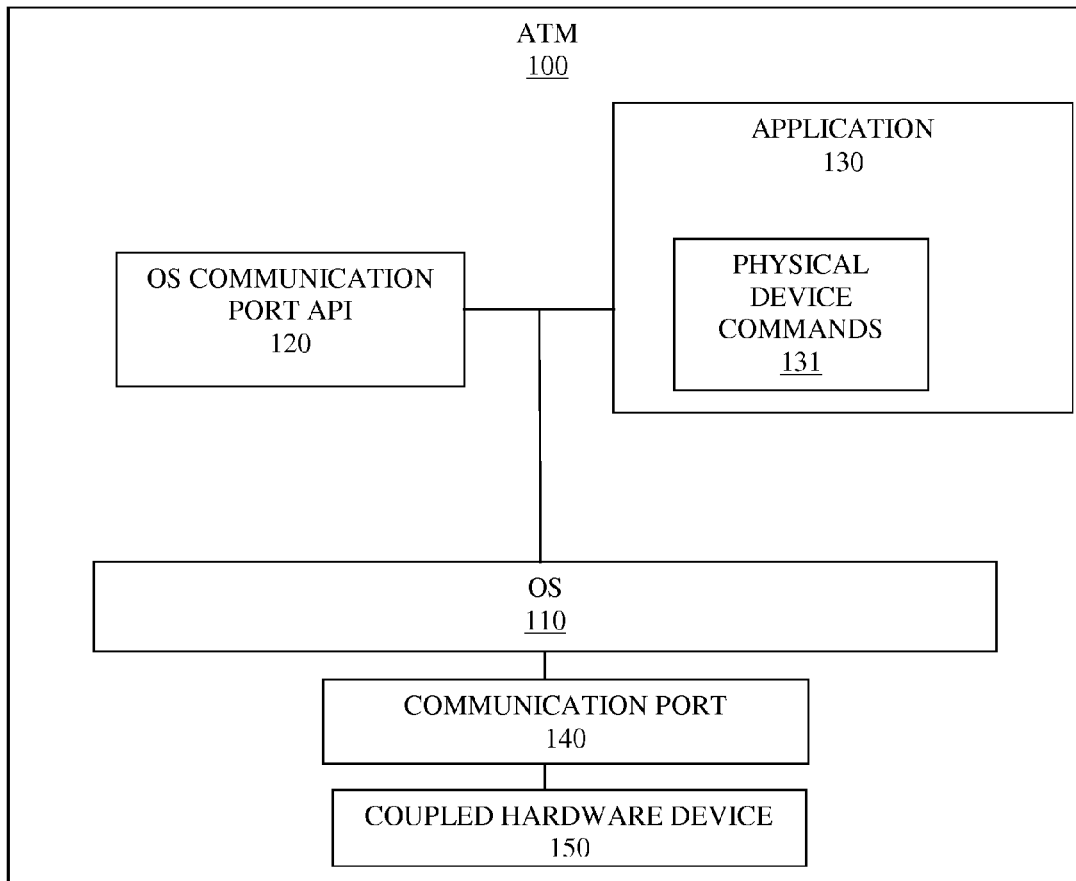 ATM
100
APPLICATION
130
PHYSICAL
DEVICE
COMMANDS
131
OS COMMUNICATION
PORT API
120
OS
110
COMMUNICATION PORT
140
COUPLED HARDWARE DEVICE
150